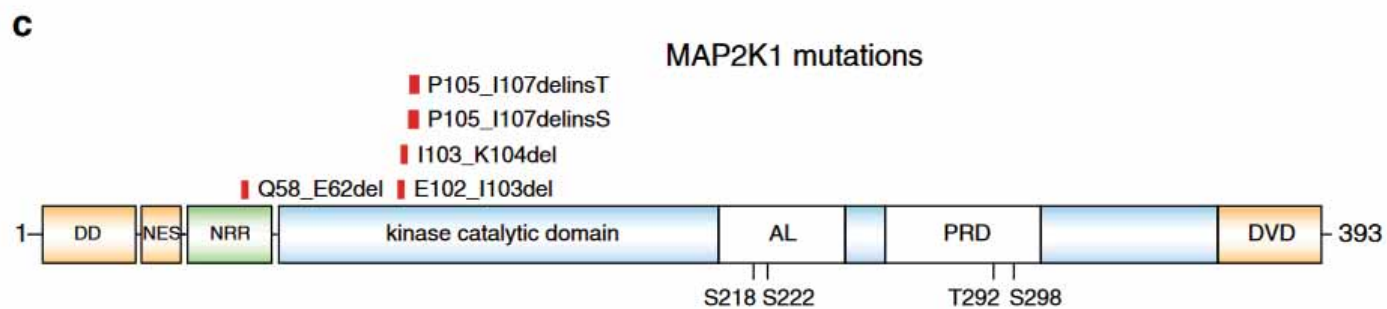 c
MAP2K1 mutations
P105_I107delinsT
P105_I107delinsS
I103_K104del
Q58_E62del E102_I103del
1 DD NES NRR kinase catalytic domain AL PRD DVD 393
S218 S222 T292 S298